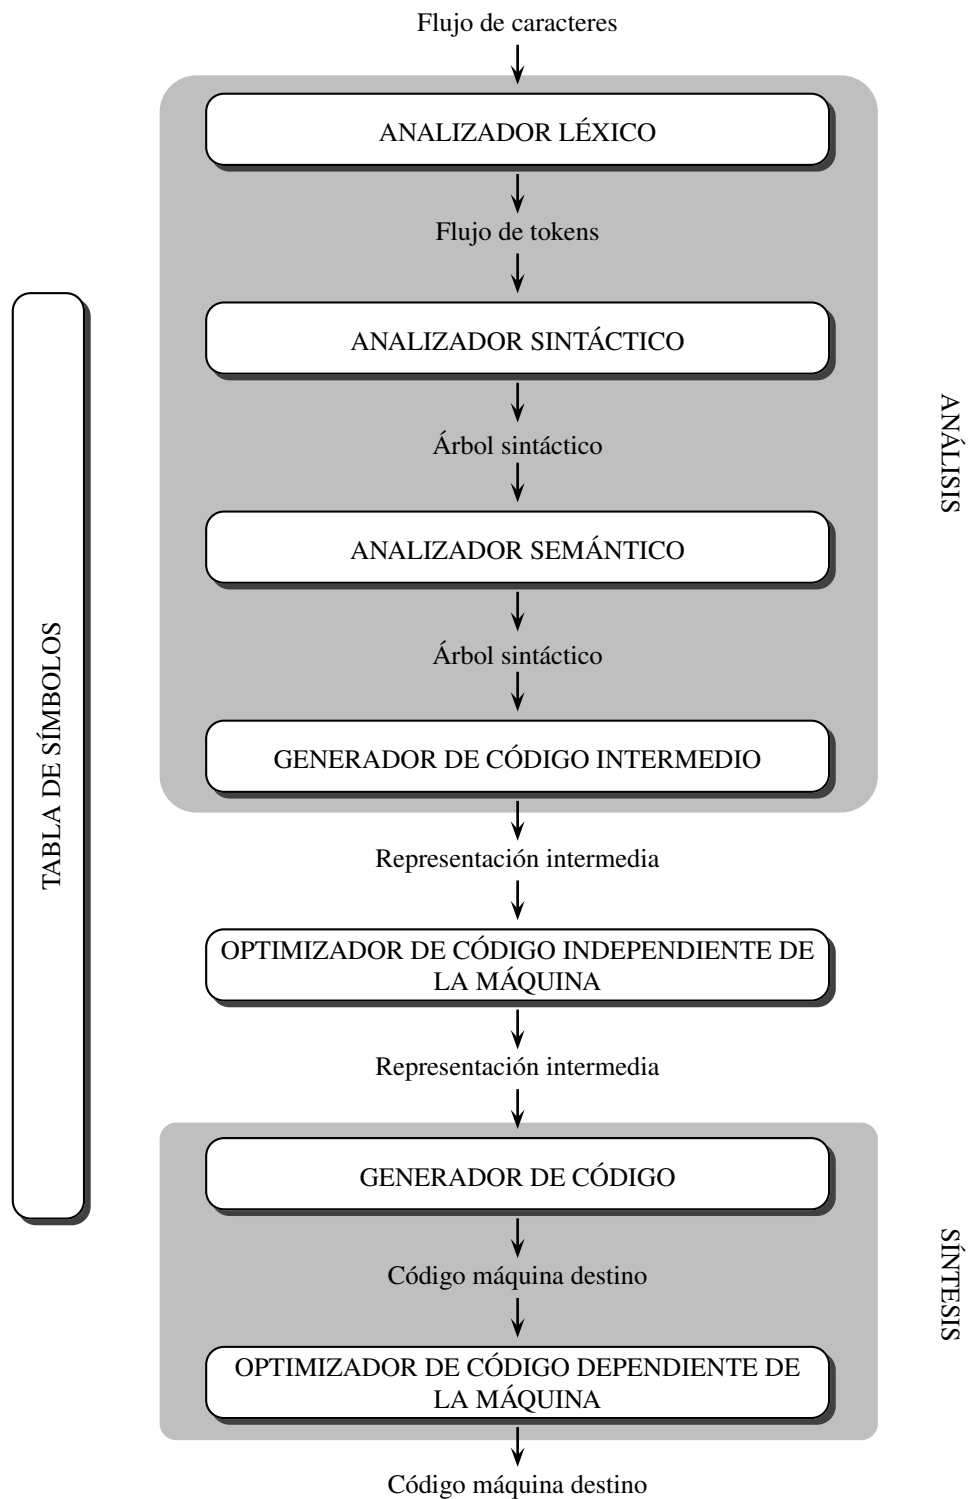 Flujo de caracteres
ANALIZADOR LÉXICO
Flujo de tokens
ANALIZADOR SINTÁCTICO
Árbol sintáctico
ANALIZADOR SEMÁNTICO
Árbol sintáctico
GENERADOR DE CÓDIGO INTERMEDIO
Representación intermedia
OPTIMIZADOR DE CÓDIGO INDEPENDIENTE DE
LA MÁQUINA
Representación intermedia
GENERADOR DE CÓDIGO
Código máquina destino
OPTIMIZADOR DE CÓDIGO DEPENDIENTE DE
LA MÁQUINA
Código máquina destino
TABLA DE SÍMBOLOS
ANÁLISIS
SÍNTESIS